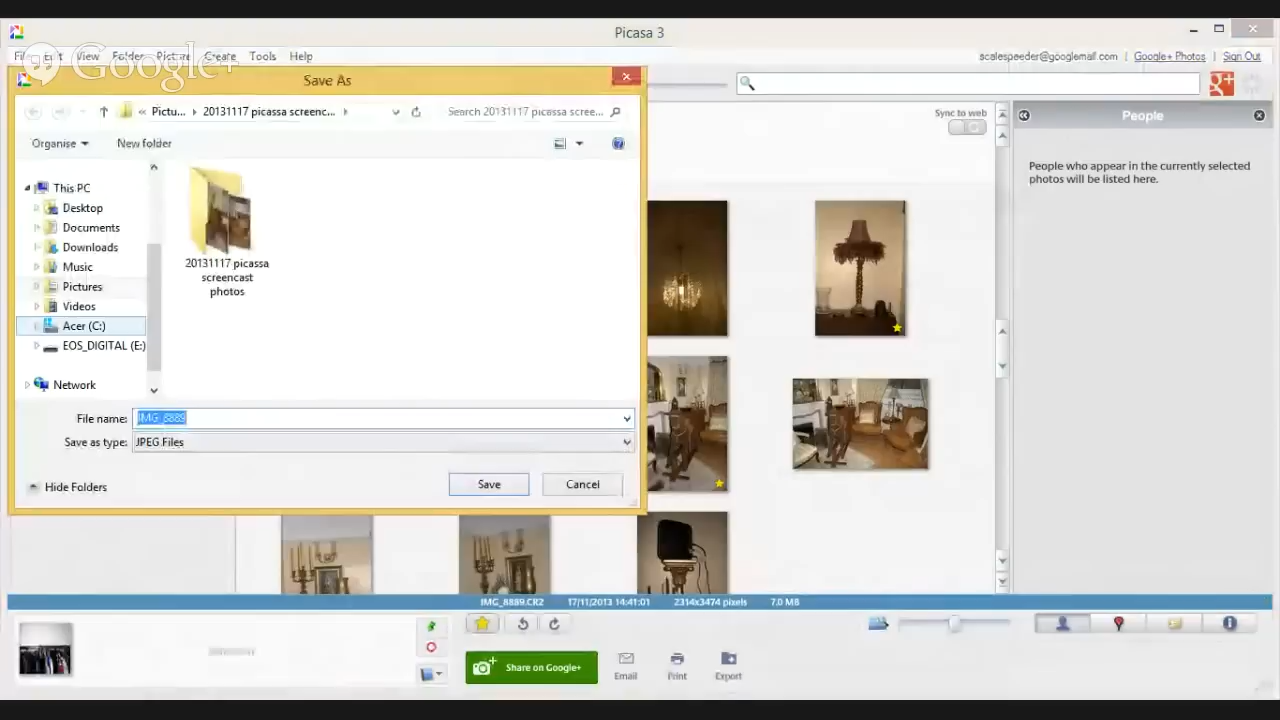 Picasa 3
File Edit View Folder Picture Create Tools Help
Google+
scalespeeder@googlemail.com | Google+ Photos | Sign Out
Save As
« Pictu... 20131117 picassa screenc...
Search 20131117 picassa scree...
Organise
New folder
This PC
Desktop
Documents
Downloads
Music
Pictures
Videos
Acer (C:)
EOS_DIGITAL (E:)
Network
20131117 picassa
screencast
photos
File name: IMG_8889
Save as type: JPEG Files
Hide Folders
Save
Cancel
Sync to web
People
People who appear in the currently selected
photos will be listed here.
IMG_8889.CR2 17/11/2013 14:41:01 2314x3474 pixels 7.0 MB
Share on Google+
Email
Print
Export